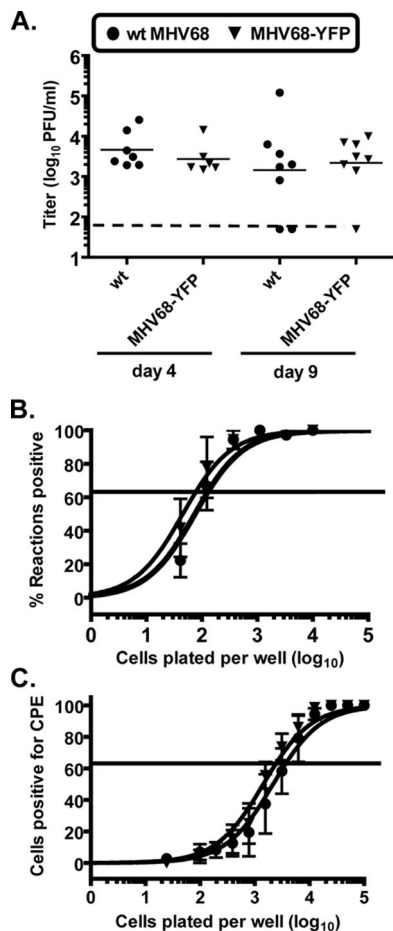 A.
wt MHV68 MHV68-YFP
Titer (log10 PFU/ml)
6
5
4
3
2
1
wt
MHV68-YFP
wt
MHV68-YFP
day 4
day 9
B.
% Reactions positive
100
80
60
40
20
0
0 1 2 3 4 5
Cells plated per well (log10)
C.
Cells positive for CPE
100
80
60
40
20
0
0 1 2 3 4 5
Cells plated per well (log10)